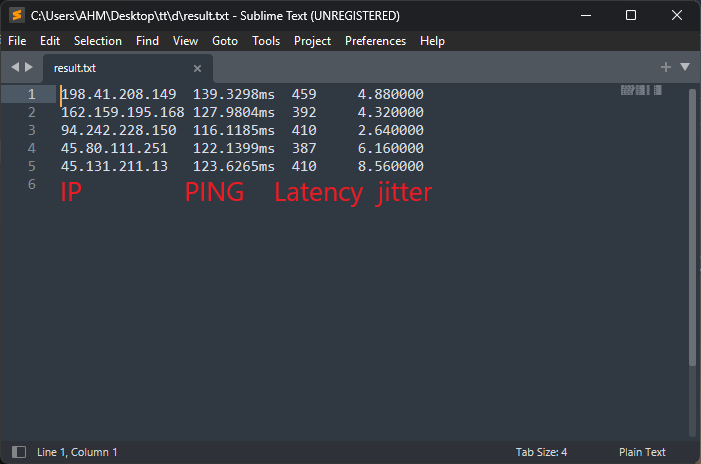 C:\Users\AHM\Desktop\tt\d\result.txt - Sublime Text (UNREGISTERED)
File Edit Selection Find View Goto Tools Project Preferences Help
result.txt
1 198.41.208.149 139.3298ms 459 4.880000
2 162.159.195.168 127.9804ms 392 4.320000
3 94.242.228.150 116.1185ms 410 2.640000
4 45.80.111.251 122.1399ms 387 6.160000
5 45.131.211.13 123.6265ms 410 8.560000
6
IP PING Latency jitter
Line 1, Column 1 Tab Size: 4 Plain Text